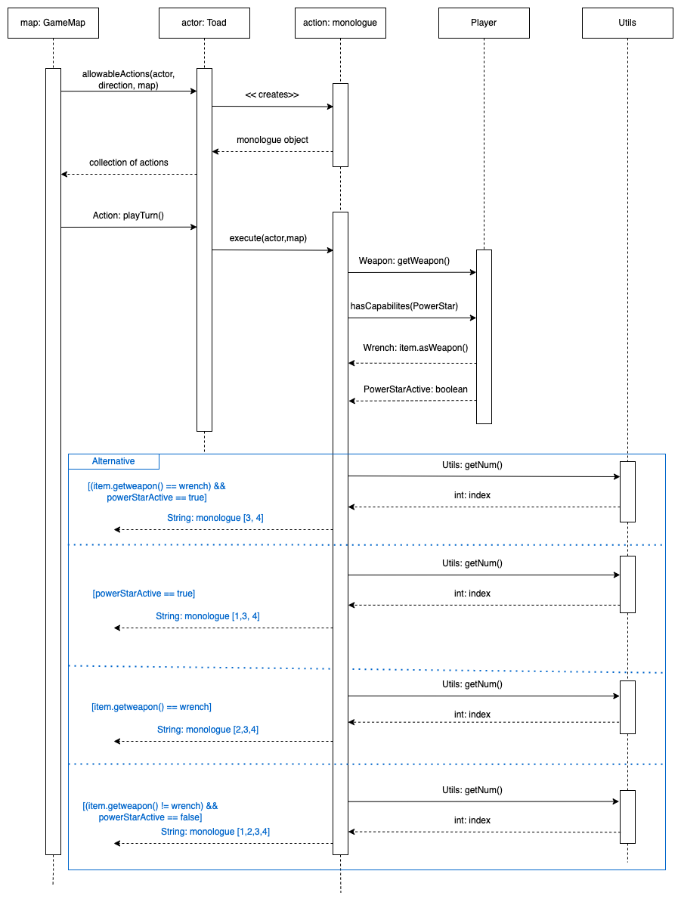 map: GameMap
actor: Toad
action: monologue
Player
Utils
allowableActions(actor,
direction, map)
<< creates>>
monologue object
collection of actions
Action: playTurn()
execute(actor,map)
Weapon: getWeapon()
hasCapabilites(PowerStar)
Wrench: item.asWeapon()
PowerStarActive: boolean
Alternative
Utils: getNum()
[(item.getweapon() == wrench) &&
powerStarActive == true]
int: index
String: monologue [3, 4]
Utils: getNum()
[powerStarActive == true]
int: index
String: monologue [1,3, 4]
Utils: getNum()
[item.getweapon() == wrench]
int: index
String: monologue [2,3,4]
Utils: getNum()
[(item.getweapon() != wrench) &&
powerStarActive == false]
int: index
String: monologue [1,2,3,4]